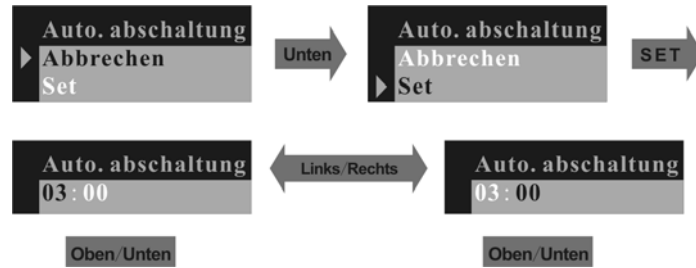 Auto. abschaltung
Abbrechen
Set
Unten
Auto. abschaltung
Abbrechen
Set
SET
Auto. abschaltung
03:00
Links/Rechts
Auto. abschaltung
03:00
Oben/Unten
Oben/Unten